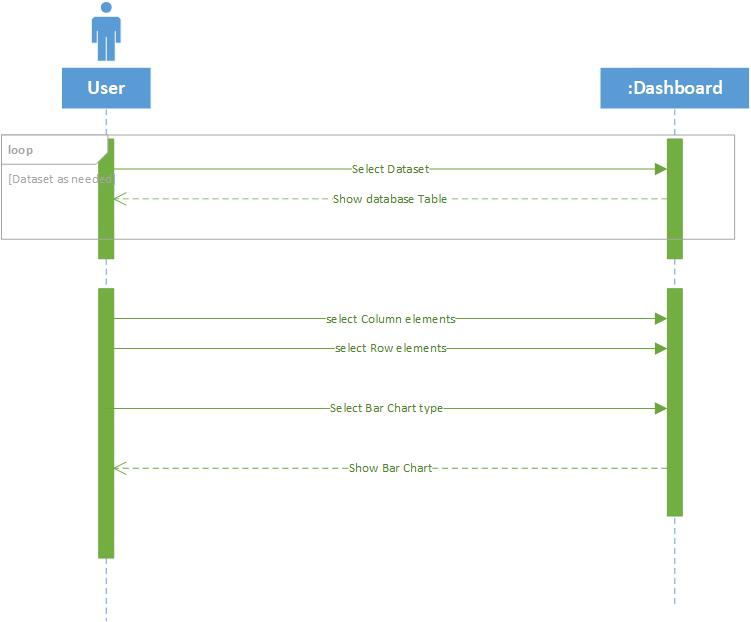 User
:Dashboard
loop
[Dataset as needed]
Select Dataset
Show database Table
select Column elements
select Row elements
Select Bar Chart type
Show Bar Chart